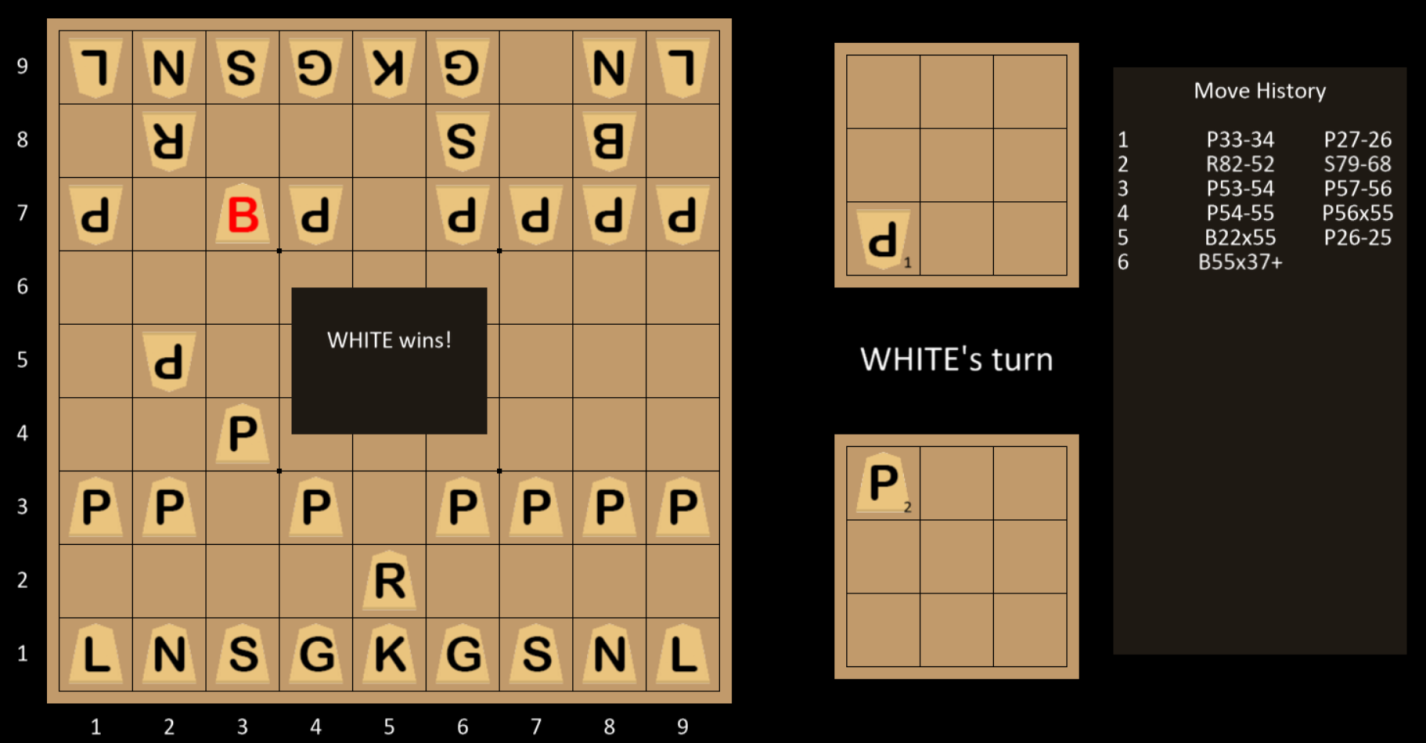 9 L N S G K G N L
8 R S B
7 P B P P P P P
6
5 P
4 P
3 P P P P P P P
2 R
1 L N S G K G S N L
1 2 3 4 5 6 7 8 9
WHITE wins!
P 1
WHITE's turn
P 2
Move History
1 P33-34 P27-26
2 R82-52 S79-68
3 P53-54 P57-56
4 P54-55 P56x55
5 B22x55 P26-25
6 B55x37+